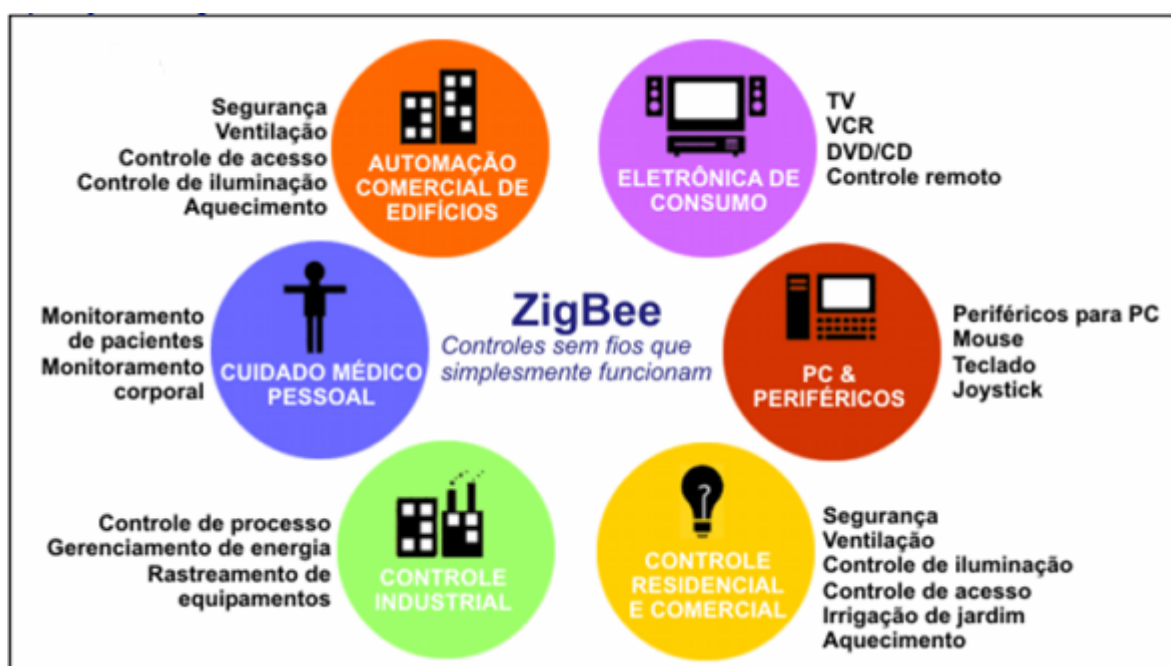 Segurança
Ventilação
Controle de acesso
Controle de iluminação
Aquecimento
AUTOMAÇÃO
COMERCIAL DE
EDIFÍCIOS
ELETRÔNICA DE
CONSUMO
TV
VCR
DVD/CD
Controle remoto
Monitoramento
de pacientes
Monitoramento
corporal
CUIDADO MÉDICO
PESSOAL
ZigBee
Controles sem fios que
simplesmente funcionam
PC &
PERIFÉRICOS
Periféricos para PC
Mouse
Teclado
Joystick
Controle de processo
Gerenciamento de energia
Rastreamento de
equipamentos
CONTROLE
INDUSTRIAL
CONTROLE
RESIDENCIAL
E COMERCIAL
Segurança
Ventilação
Controle de iluminação
Controle de acesso
Irrigação de jardim
Aquecimento